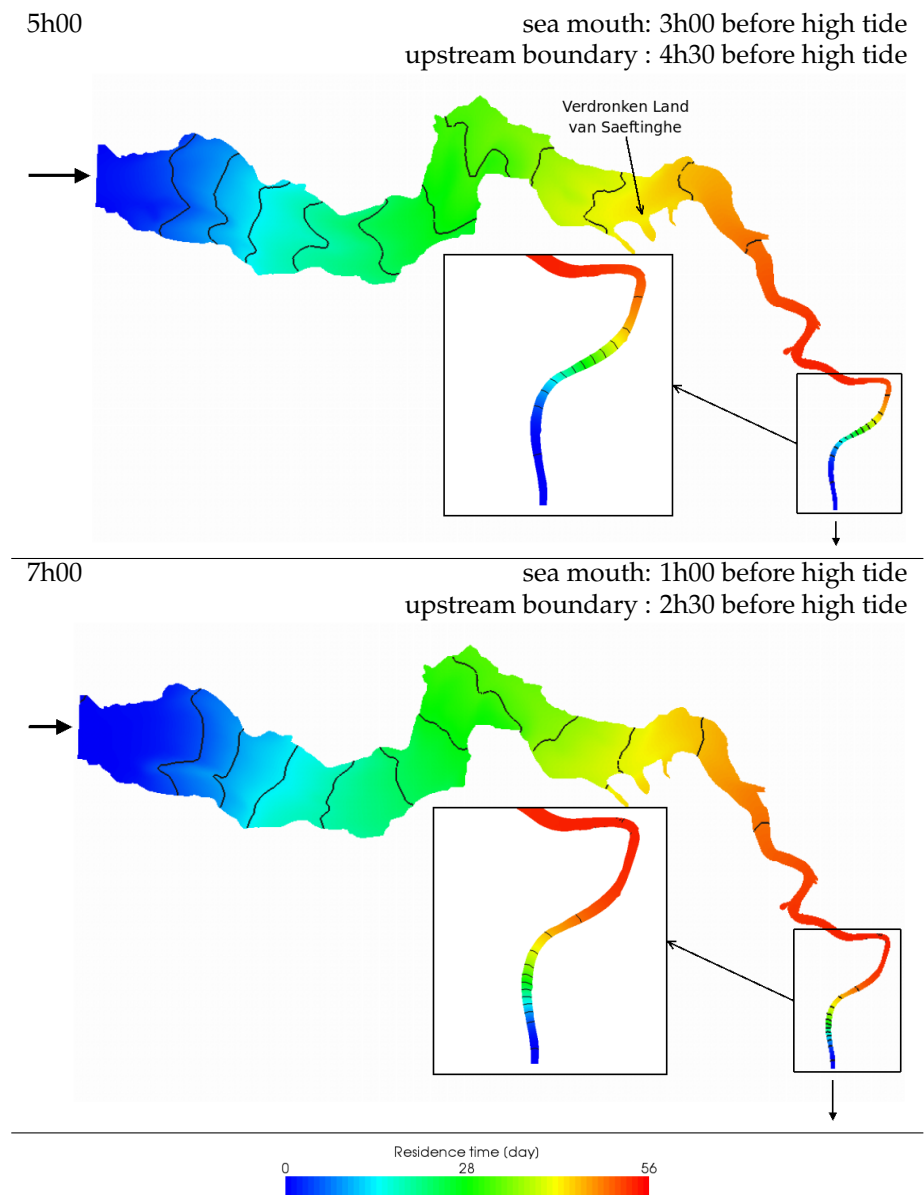 5h00
sea mouth: 3h00 before high tide
upstream boundary : 4h30 before high tide
Verdronken Land
van Saeftinghe
7h00
sea mouth: 1h00 before high tide
upstream boundary : 2h30 before high tide
Residence time (day)
0 28 56